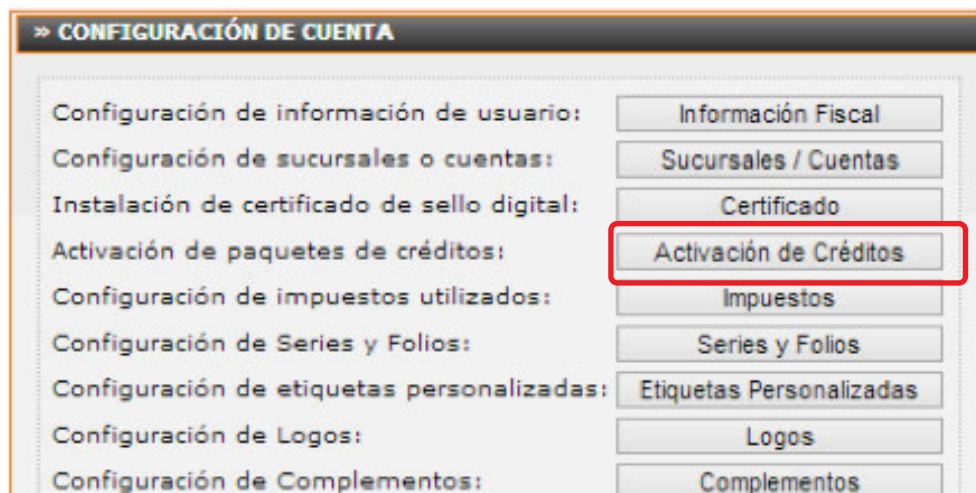 » CONFIGURACIÓN DE CUENTA
Configuración de información de usuario: Información Fiscal
Configuración de sucursales o cuentas: Sucursales / Cuentas
Instalación de certificado de sello digital: Certificado
Activación de paquetes de créditos: Activación de Créditos
Configuración de impuestos utilizados: Impuestos
Configuración de Series y Folios: Series y Folios
Configuración de etiquetas personalizadas: Etiquetas Personalizadas
Configuración de Logos: Logos
Configuración de Complementos: Complementos